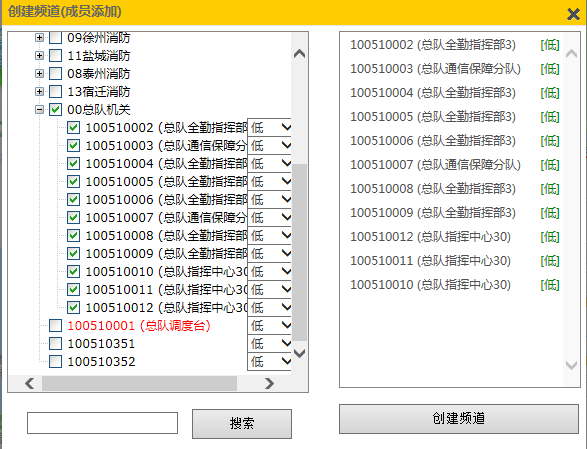 创建频道(成员添加)
09徐州消防
11盐城消防
08泰州消防
13宿迁消防
00总队机关
100510002 (总队全勤指挥部 低
100510003 (总队通信保障分 低
100510004 (总队全勤指挥部 低
100510005 (总队全勤指挥部 低
100510006 (总队全勤指挥部 低
100510007 (总队通信保障分 低
100510008 (总队全勤指挥部 低
100510009 (总队全勤指挥部 低
100510010 (总队指挥中心30 低
100510011 (总队指挥中心30 低
100510012 (总队指挥中心30 低
100510001 (总队调度台) 低
100510351 低
100510352 低
搜索
100510002 (总队全勤指挥部3) [低]
100510003 (总队通信保障分队) [低]
100510004 (总队全勤指挥部3) [低]
100510005 (总队全勤指挥部3) [低]
100510006 (总队全勤指挥部3) [低]
100510007 (总队通信保障分队) [低]
100510008 (总队全勤指挥部3) [低]
100510009 (总队全勤指挥部3) [低]
100510012 (总队指挥中心30) [低]
100510011 (总队指挥中心30) [低]
100510010 (总队指挥中心30) [低]
创建频道